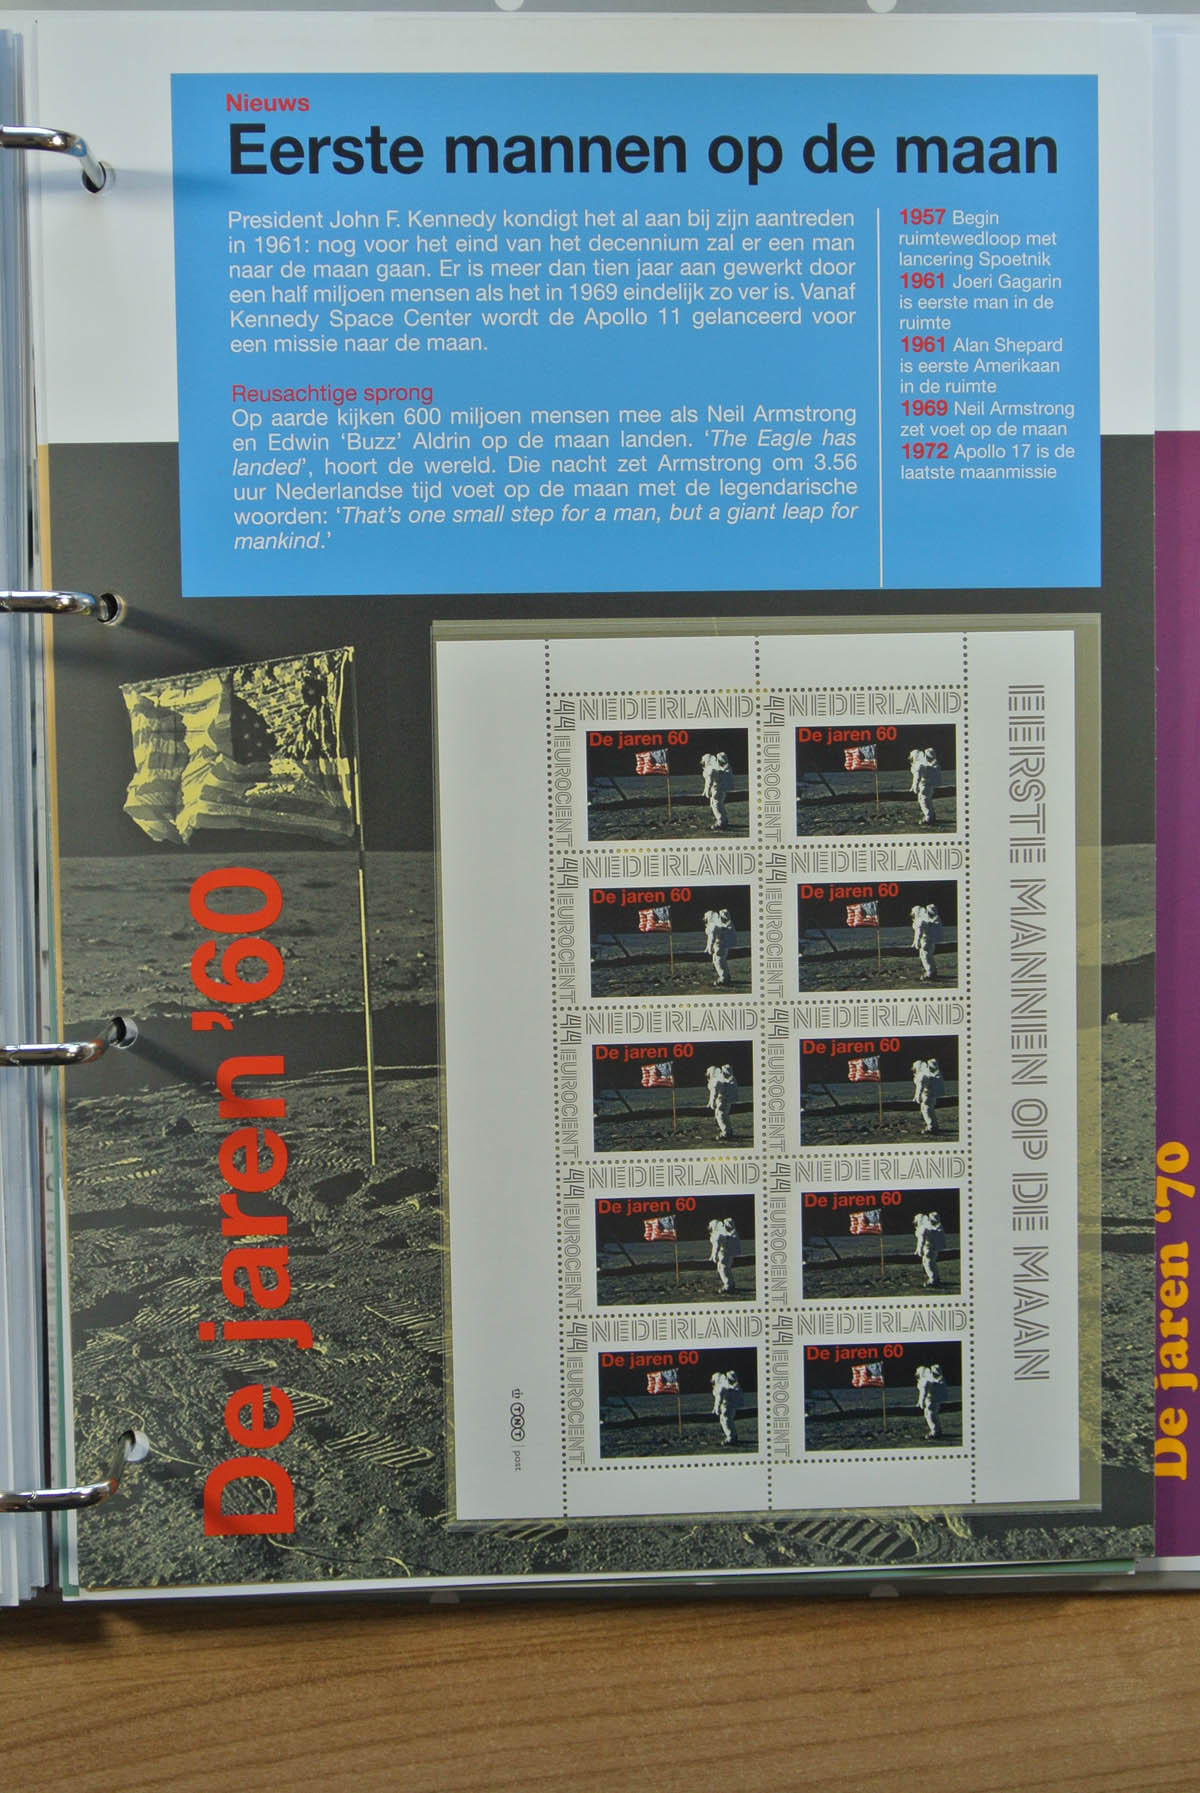 Nieuws
Eerste mannen op de maan
President John F. Kennedy kondigt het al aan bij zijn aantreden
in 1961: nog voor het eind van het decennium zal er een man
naar de maan gaan. Er is meer dan tien jaar aan gewerkt door
een half miljoen mensen als het in 1969 eindelijk zo ver is. Vanaf
Kennedy Space Center wordt de Apollo 11 gelanceerd voor
een missie naar de maan.
Reusachtige sprong
Op aarde kijken 600 miljoen mensen mee als Neil Armstrong
en Edwin ‘Buzz’ Aldrin op de maan landen. ‘The Eagle has
landed’, hoort de wereld. Die nacht zet Armstrong om 3.56
uur Nederlandse tijd voet op de maan met de legendarische
woorden: ‘That’s one small step for a man, but a giant leap for
mankind.’
1957 Begin
ruimtewedloop met
lancering Spoetnik
1961 Joeri Gagarin
is eerste man in de
ruimte
1961 Alan Shepard
is eerste Amerikaan
in de ruimte
1969 Neil Armstrong
zet voet op de maan
1972 Apollo 17 is de
laatste maanmissie
De jaren ’60
NEDERLAND
44 EUROCENT
De jaren 60
NEDERLAND
44 EUROCENT
De jaren 60
NEDERLAND
44 EUROCENT
De jaren 60
NEDERLAND
44 EUROCENT
De jaren 60
NEDERLAND
44 EUROCENT
De jaren 60
NEDERLAND
44 EUROCENT
De jaren 60
NEDERLAND
44 EUROCENT
De jaren 60
NEDERLAND
44 EUROCENT
De jaren 60
NEDERLAND
44 EUROCENT
De jaren 60
NEDERLAND
44 EUROCENT
De jaren 60
EERSTE MANNEN OP DE MAAN
TNT post
De jaren ‘70